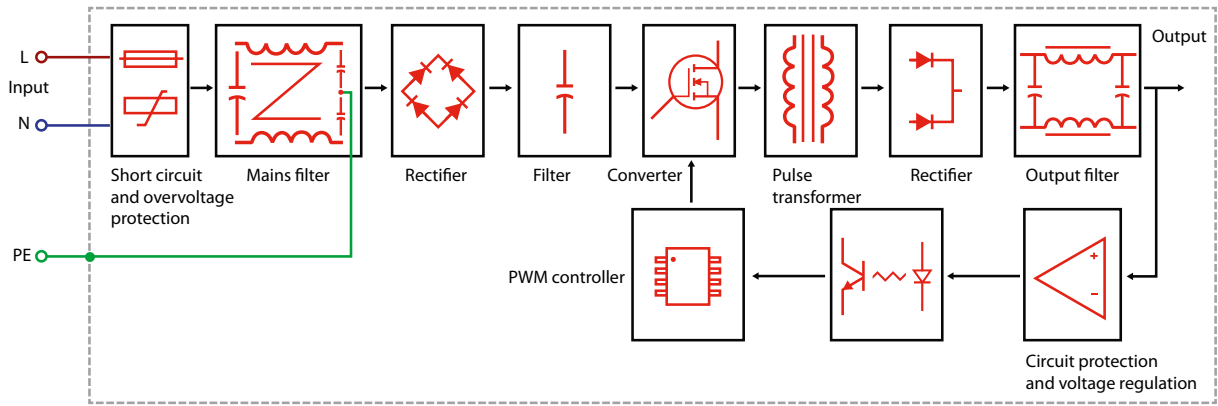 L
Input
N
PE
Output
Short circuit
and overvoltage
protection
Mains filter
Rectifier
Filter
Converter
Pulse
transformer
Rectifier
Output filter
PWM controller
+
−
Circuit protection
and voltage regulation